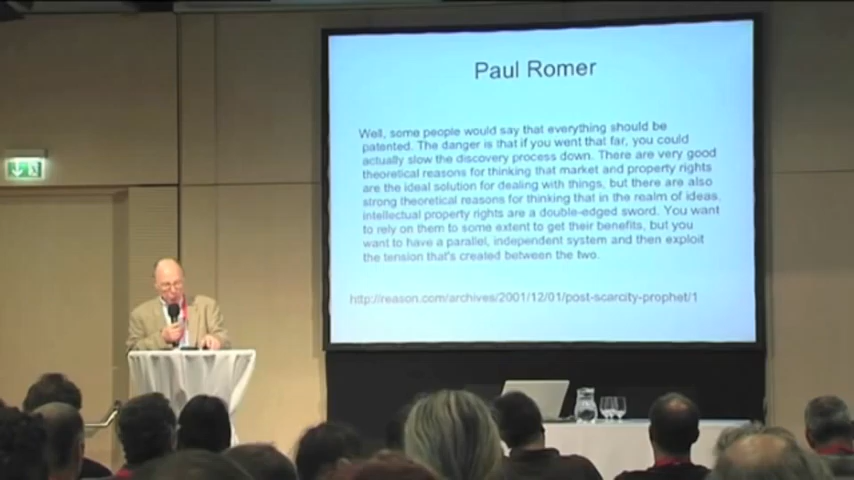 Paul Romer
Well, some people would say that everything should be
patented. The danger is that if you went that far, you could
actually slow the discovery process down. There are very good
theoretical reasons for thinking that market and property rights
are the ideal solution for dealing with things, but there are also
strong theoretical reasons for thinking that in the realm of ideas,
intellectual property rights are a double-edged sword. You want
to rely on them to some extent to get their benefits, but you
want to have a parallel, independent system and then exploit
the tension that's created between the two.
http://reason.com/archives/2001/12/01/post-scarcity-prophet/1